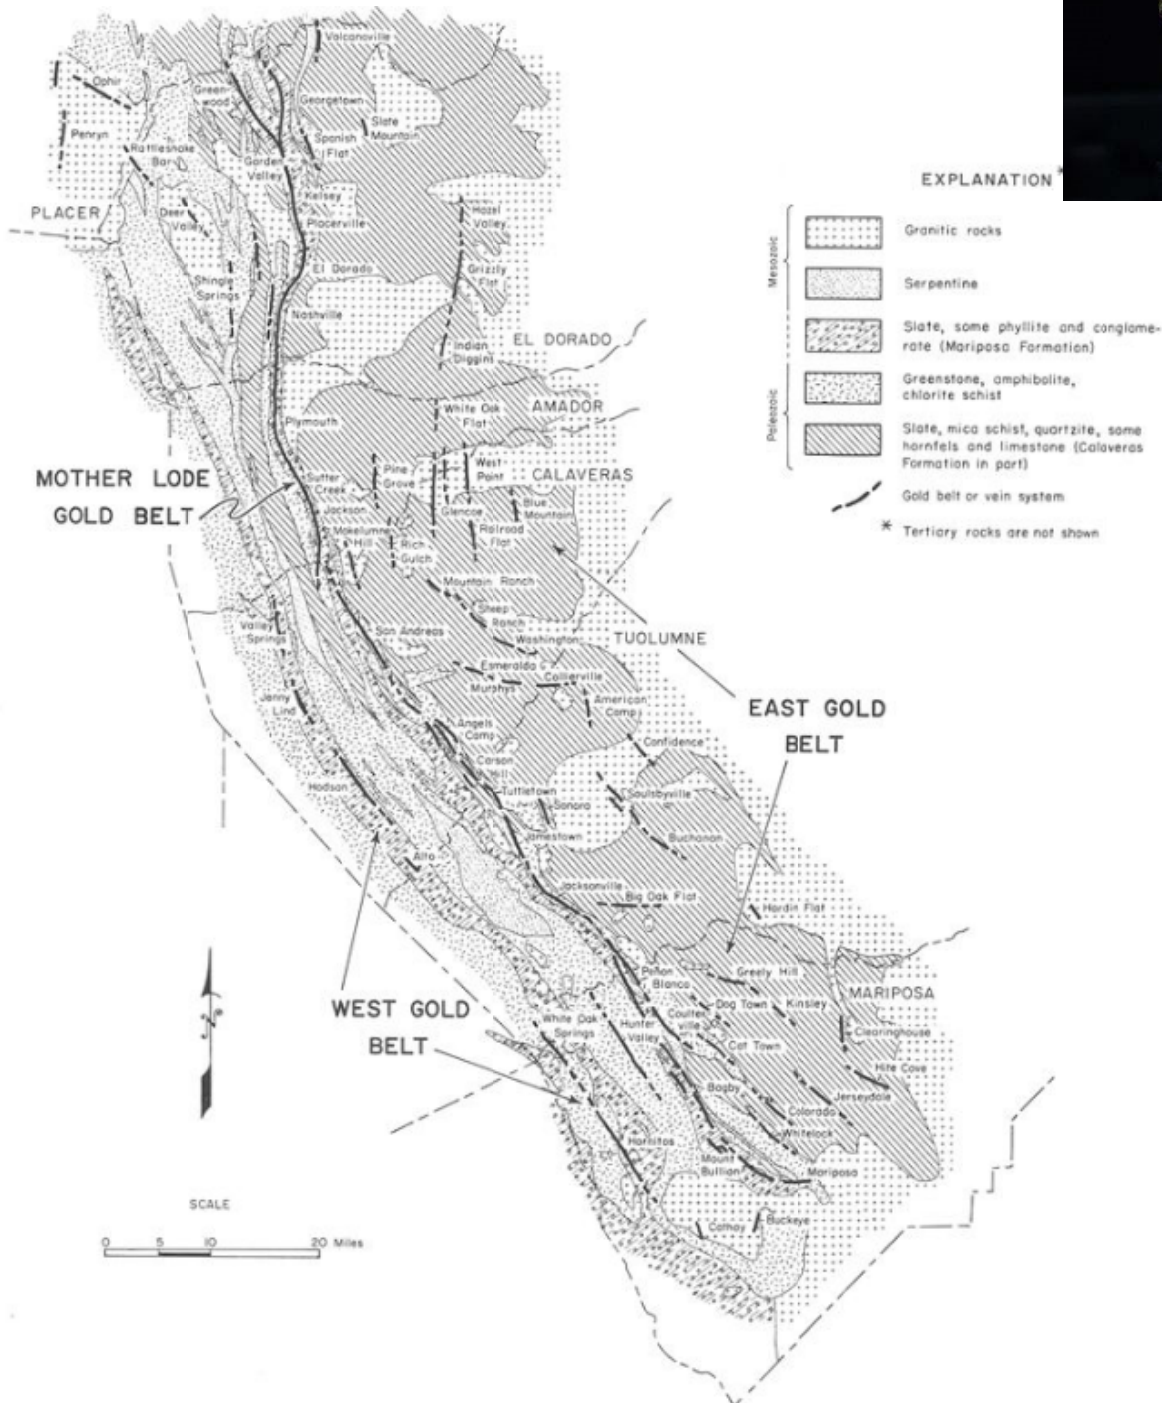 Volcanoville
Ophir
Green-
wood
Georgetown
Slate
Mountain
Penryn
Spanish
Flat
Rattlesnake
Bar
Garden
Valley
Kelsey
PLACER
Deer
Valley
Placerville
Hazel
Valley
El Dorado
Grizzly
Flat
Shingle
Springs
Nashville
EL DORADO
Indian
Diggins
White Oak
Flat
AMADOR
Plymouth
MOTHER LODE
GOLD BELT
Sutter
Creek
Pine
Grove
West
Point
CALAVERAS
Jackson
Glencoe
Blue
Mountain
Mokelumne
Hill
Rich
Gulch
Railroad
Flat
Mountain Ranch
Sheep
Ranch
Valley
Springs
San Andreas
Washington
TUOLUMNE
Esmeralda
Collierville
Murphys
American
Camp
Jenny
Lind
EAST GOLD
BELT
Angels
Camp
Confidence
Carson
Hill
Hodson
Tuttletown
Sonora
Soulsbyville
Jamestown
Buchanan
Alto
Jacksonville
Big Oak Flat
Hardin Flat
Peñon
Blanco
Greely Hill
MARIPOSA
WEST GOLD
BELT
White Oak
Springs
Hunter
Valley
Dog Town
Kinsley
Coulter-
ville
Clearinghouse
Cat Town
Hite Cove
Bagby
Jerseydale
Colorado
Whitelock
Hornitos
Mount
Bullion
Mariposa
Cathay
Buckeye
EXPLANATION *
Mesozoic
Paleozoic
Granitic rocks
Serpentine
Slate, some phyllite and conglome-
rate (Mariposa Formation)
Greenstone, amphibolite,
chlorite schist
Slate, mica schist, quartzite, some
hornfels and limestone (Calaveras
Formation in part)
Gold belt or vein system
* Tertiary rocks are not shown
SCALE
0 5 10 20 Miles